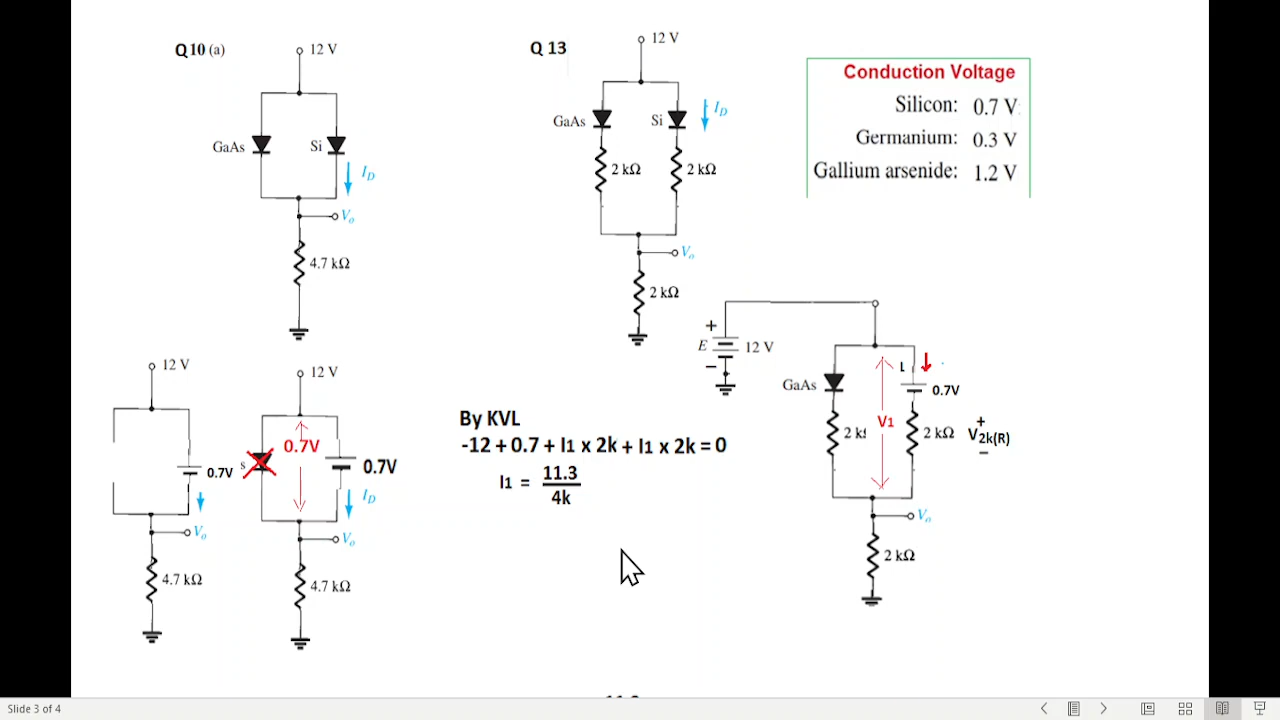 Q 10 (a)
12 V
GaAs
Si
I_D
V_o
4.7 kΩ
Q 13
12 V
GaAs
Si
I_D
2 kΩ
2 kΩ
V_o
2 kΩ
Conduction Voltage
Silicon: 0.7 V
Germanium: 0.3 V
Gallium arsenide: 1.2 V
12 V
0.7V
V_o
4.7 kΩ
12 V
s
0.7V
0.7V
I_D
V_o
4.7 kΩ
By KVL
-12 + 0.7 + I1 x 2k + I1 x 2k = 0
I1 = 11.3
4k
+
E
12 V
−
GaAs
0.7V
V1
2 k
2 kΩ
+
V2k(R)
−
V_o
2 kΩ
Slide 3 of 4